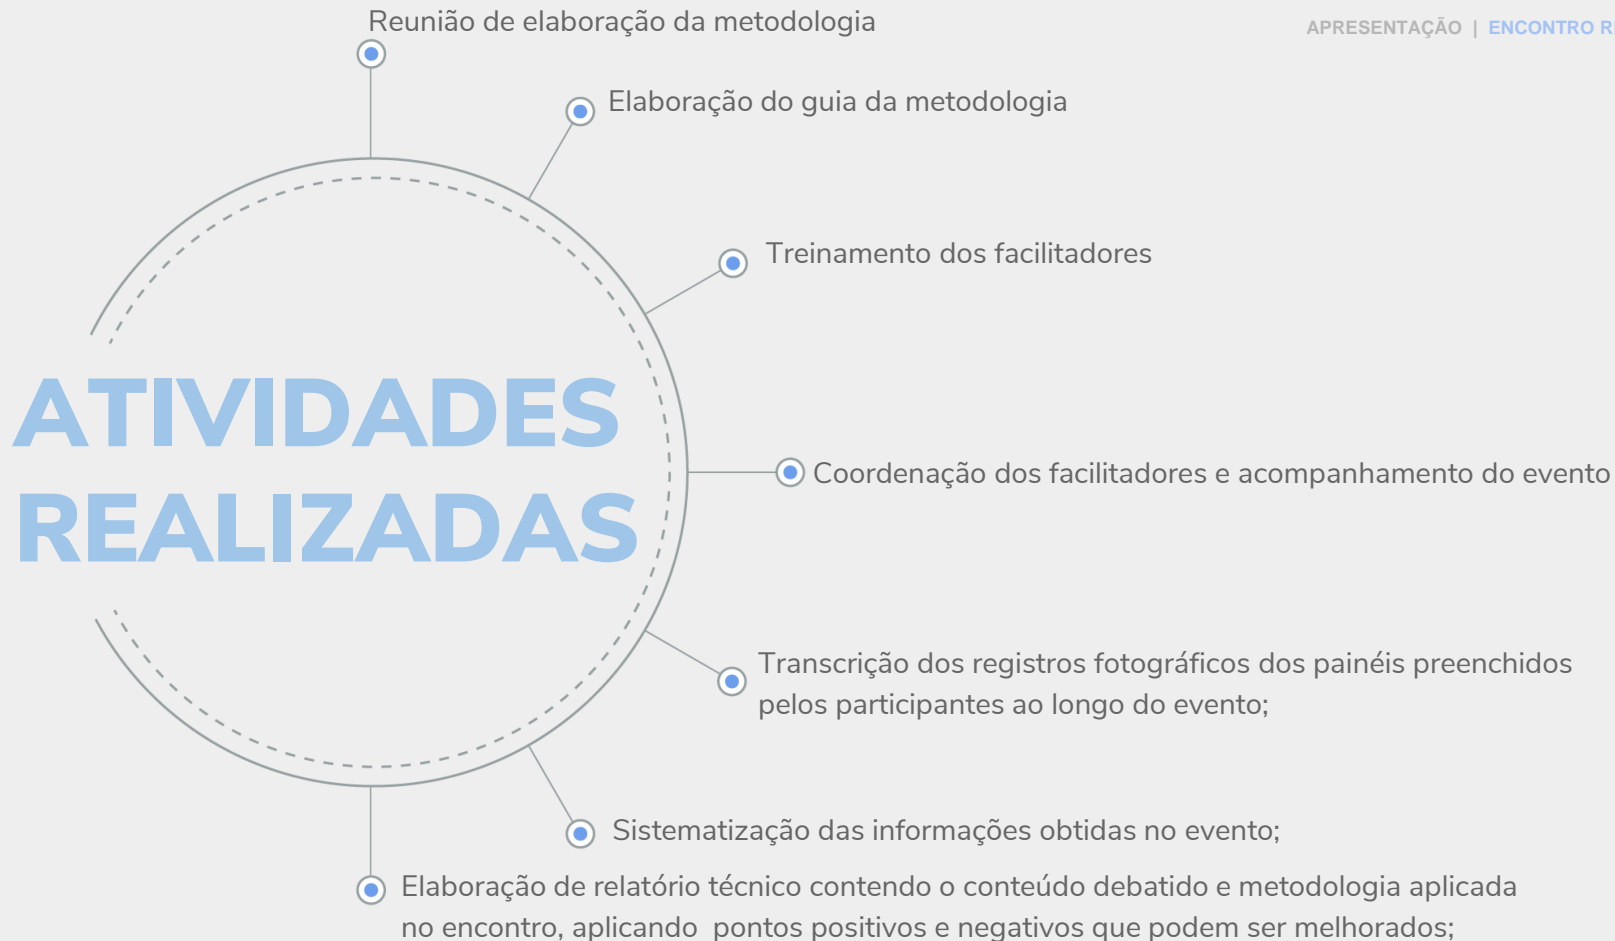 Reunião de elaboração da metodologia
APRESENTAÇÃO | ENCONTRO
Elaboração do guia da metodologia
Treinamento dos facilitadores
ATIVIDADES
REALIZADAS
Coordenação dos facilitadores e acompanhamento do evento
Transcrição dos registros fotográficos dos painéis preenchidos
pelos participantes ao longo do evento;
Sistematização das informações obtidas no evento;
Elaboração de relatório técnico contendo o conteúdo debatido e metodologia aplicada
no encontro, aplicando  pontos positivos e negativos que podem ser melhorados;